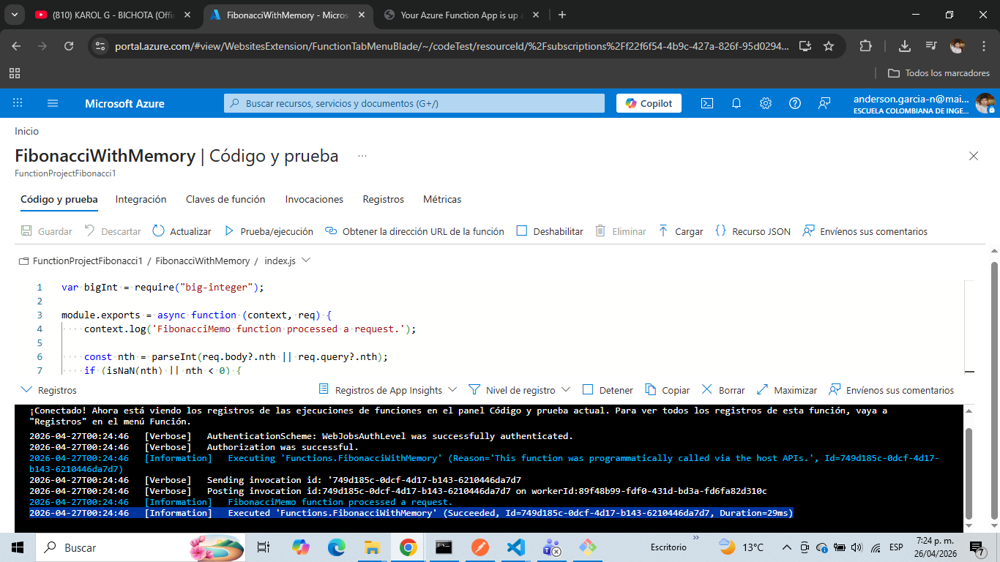 (810) KAROL G - BICHOTA (Offi
FibonacciWithMemory - Micros
Your Azure Function App is up a
portal.azure.com/#view/WebsitesExtension/FunctionTabMenuBlade/~/codeTest/resourceId/%2Fsubscriptions%2Ff22f6f54-4b9c-427a-826f-95d0294...
Todos los marcadores
Microsoft Azure
Buscar recursos, servicios y documentos (G+/)
Copilot
anderson.garcia-n@mai...
ESCUELA COLOMBIANA DE INGE...
Inicio
FibonacciWithMemory | Código y prueba ...
FunctionProjectFibonacci1
Código y prueba Integración Claves de función Invocaciones Registros Métricas
Guardar Descartar Actualizar Prueba/ejecución Obtener la dirección URL de la función Deshabilitar Eliminar Cargar Recurso JSON Envíenos sus comentarios
FunctionProjectFibonacci1 / FibonacciWithMemory / index.js
1 var bigInt = require("big-integer");
2
3 module.exports = async function (context, req) {
4 context.log('FibonacciMemo function processed a request.');
5
6 const nth = parseInt(req.body?.nth || req.query?.nth);
7 if (isNaN(nth) || nth < 0) {
Registros Registros de App Insights Nivel de registro Detener Copiar Borrar Maximizar Envíenos sus comentarios
¡Conectado! Ahora está viendo los registros de las ejecuciones de funciones en el panel Código y prueba actual. Para ver todos los registros de esta función, vaya a
"Registros" en el menú Función.
2026-04-27T00:24:46 [Verbose] AuthenticationScheme: WebJobsAuthLevel was successfully authenticated.
2026-04-27T00:24:46 [Verbose] Authorization was successful.
2026-04-27T00:24:46 [Information] Executing 'Functions.FibonacciWithMemory' (Reason='This function was programmatically called via the host APIs.', Id=749d185c-0dcf-4d17-
b143-6210446da7d7)
2026-04-27T00:24:46 [Verbose] Sending invocation id: '749d185c-0dcf-4d17-b143-6210446da7d7
2026-04-27T00:24:46 [Verbose] Posting invocation id:749d185c-0dcf-4d17-b143-6210446da7d7 on workerId:89f48b99-fdf0-431d-bd3a-fd6fa82d310c
2026-04-27T00:24:46 [Information] FibonacciMemo function processed a request.
2026-04-27T00:24:46 [Information] Executed 'Functions.FibonacciWithMemory' (Succeeded, Id=749d185c-0dcf-4d17-b143-6210446da7d7, Duration=29ms)
Buscar
Escritorio
13°C
ESP
7:24 p. m.
26/04/2026
7